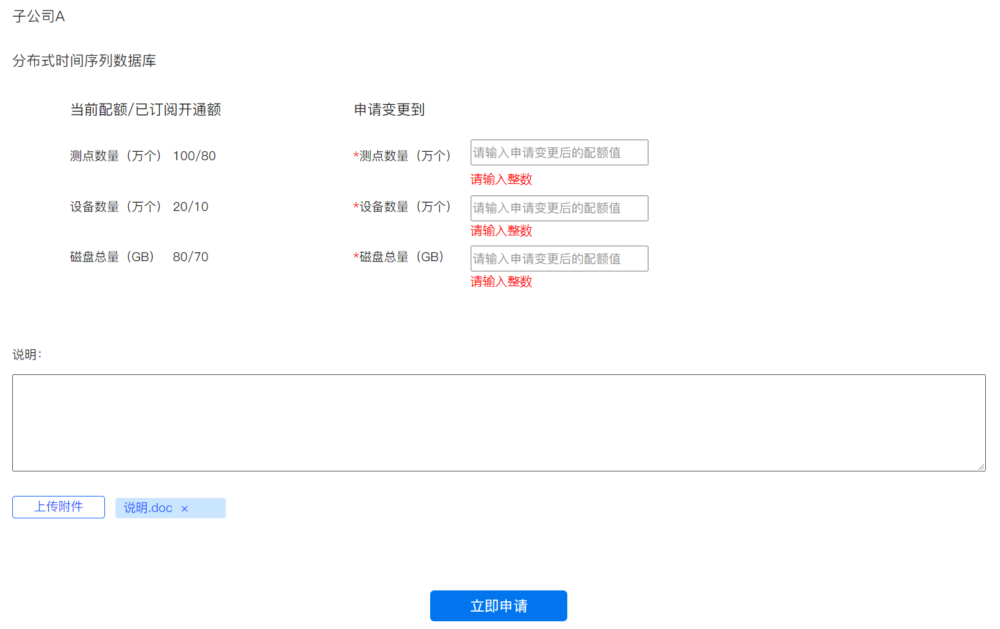 子公司A
分布式时间序列数据库
当前配额/已订阅开通额 申请变更到
测点数量（万个） 100/80 *测点数量（万个） 请输入申请变更后的配额值
请输入整数
设备数量（万个） 20/10 *设备数量（万个） 请输入申请变更后的配额值
请输入整数
磁盘总量（GB） 80/70 *磁盘总量（GB） 请输入申请变更后的配额值
请输入整数
说明：
上传附件 说明.doc ×
立即申请